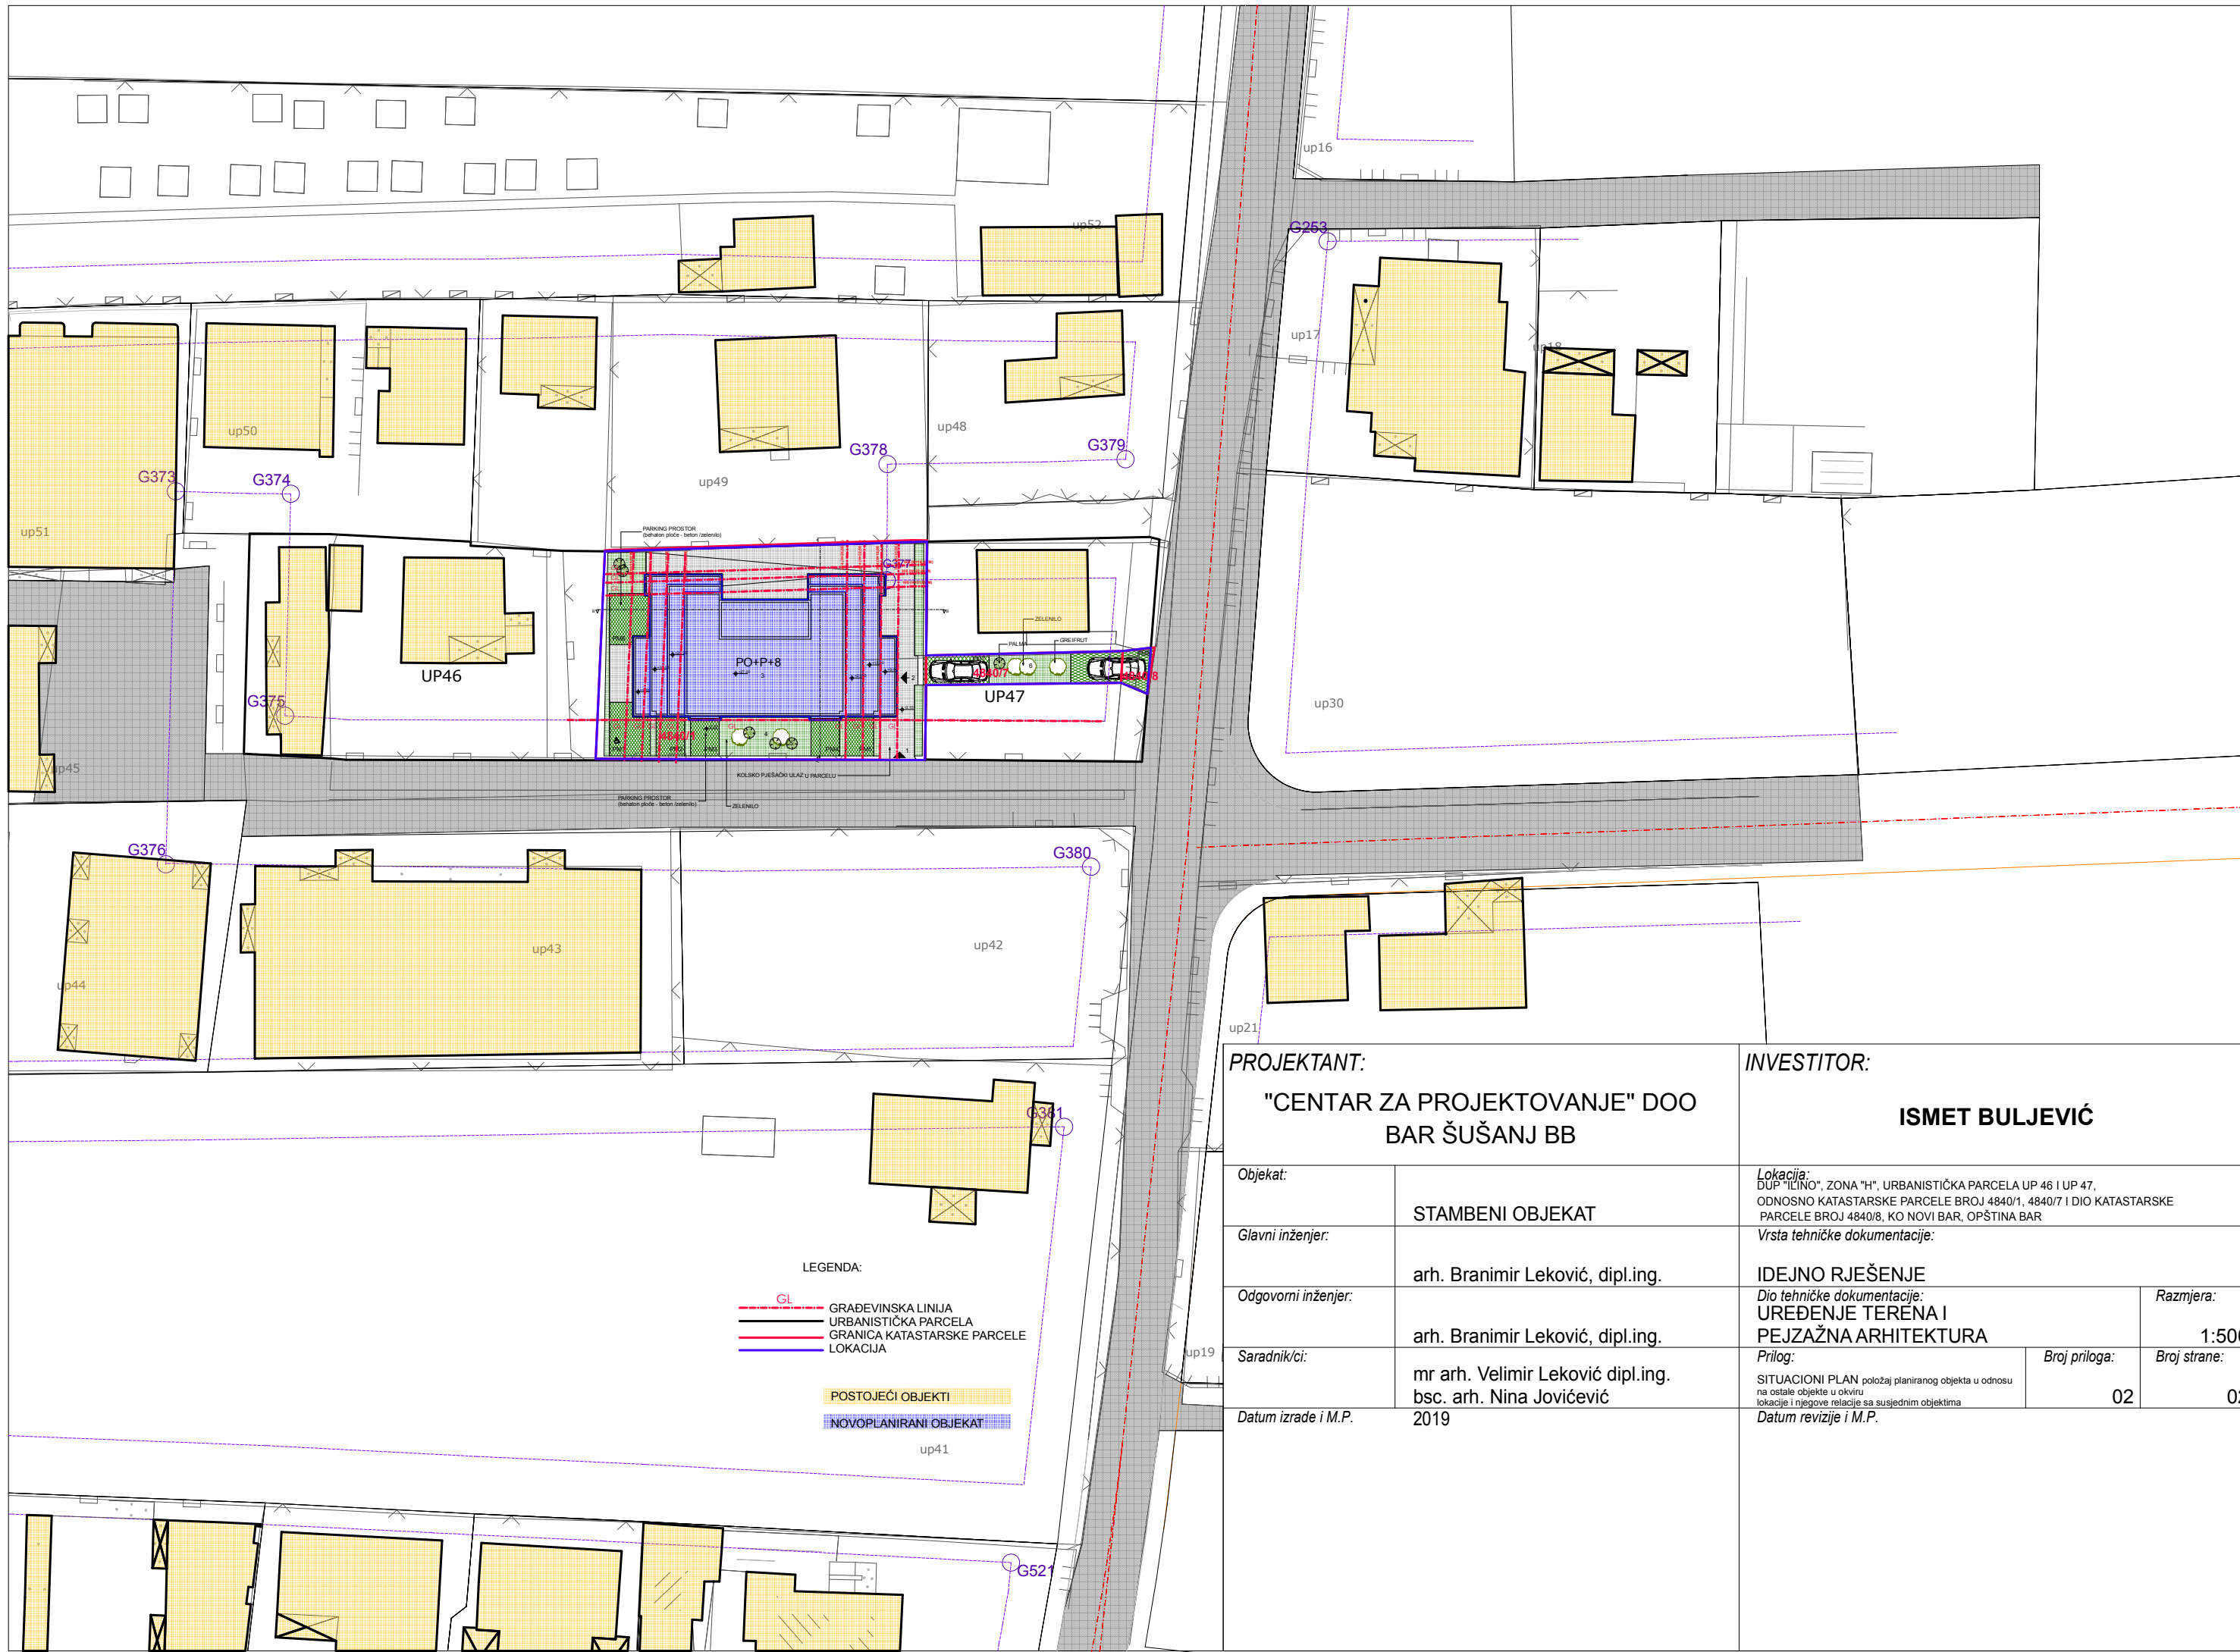 up16
up52
G253
up17
up18
up50
up48
G378
G379
up49
G373
G374
up51
PARKING PROSTOR
(behaton ploče - beton /zelenilo)
G377
ZELENILO
PALMA
GREIFRUT
PO+P+8
3
6
2
4840/7
4840/8
UP46
UP47
G375
up30
4840/1
GL
GL
4
1
up45
KOLSKO PJEŠAČKI ULAZ U PARCELU
PARKING PROSTOR
(behaton ploče - beton /zelenilo)
ZELENILO
G376
G380
up43
up42
up44
up21
G381
up19
up41
G521
LEGENDA:
GL
GRAĐEVINSKA LINIJA
URBANISTIČKA PARCELA
GRANICA KATASTARSKE PARCELE
LOKACIJA
POSTOJEĆI OBJEKTI
NOVOPLANIRANI OBJEKAT
PROJEKTANT:
"CENTAR ZA PROJEKTOVANJE" DOO
BAR ŠUŠANJ BB
INVESTITOR:
ISMET BULJEVIĆ
Objekat:
STAMBENI OBJEKAT
Lokacija:
DUP "ILINO", ZONA "H", URBANISTIČKA PARCELA UP 46 I UP 47,
ODNOSNO KATASTARSKE PARCELE BROJ 4840/1, 4840/7 I DIO KATASTARSKE
PARCELE BROJ 4840/8, KO NOVI BAR, OPŠTINA BAR
Glavni inženjer:
arh. Branimir Leković, dipl.ing.
Vrsta tehničke dokumentacije:
IDEJNO RJEŠENJE
Odgovorni inženjer:
arh. Branimir Leković, dipl.ing.
Dio tehničke dokumentacije:
UREĐENJE TERENA I
PEJZAŽNA ARHITEKTURA
Razmjera:
Saradnik/ci:
mr arh. Velimir Leković dipl.ing.
bsc. arh. Nina Jovićević
Prilog:
SITUACIONI PLAN položaj planiranog objekta u odnosu
na ostale objekte u okviru
lokacije i njegove relacije sa susjednim objektima
Broj priloga:
02
Broj strane:
Datum izrade i M.P.
2019
Datum revizije i M.P.